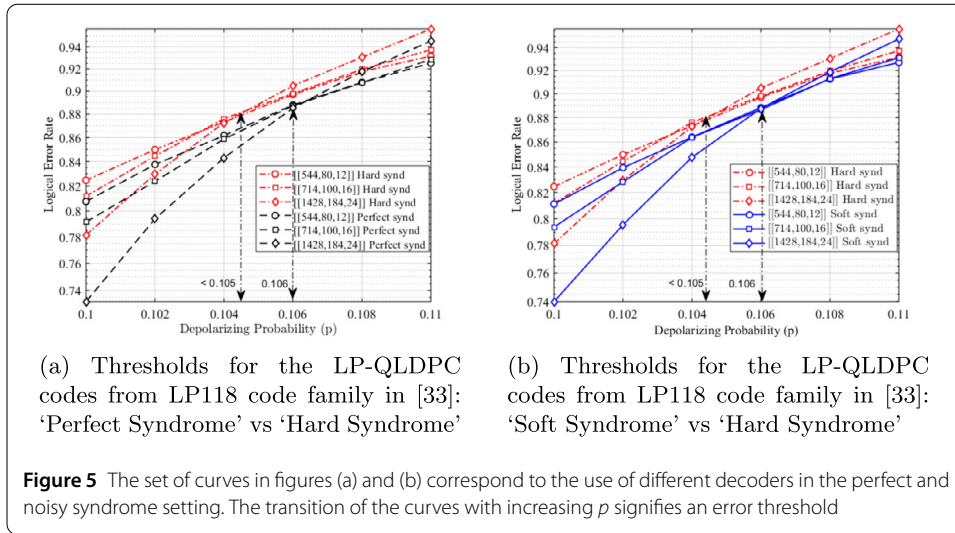 0.94
0.92
0.9
0.88
0.86
0.84
0.82
0.8
0.78
0.76
0.74
Logical Error Rate
[[544,80,12]] Hard synd
[[714,100,16]] Hard synd
[[1428,184,24]] Hard synd
[[544,80,12]] Perfect synd
[[714,100,16]] Perfect synd
[[1428,184,24]] Perfect synd
< 0.105
0.106
0.1 0.102 0.104 0.106 0.108 0.11
Depolarizing Probability (p)
(a) Thresholds for the LP-QLDPC
codes from LP118 code family in [33]:
‘Perfect Syndrome’ vs ‘Hard Syndrome’
0.94
0.92
0.9
0.88
0.86
0.84
0.82
0.8
0.78
0.76
0.74
Logical Error Rate
[[544,80,12]] Hard synd
[[714,100,16]] Hard synd
[[1428,184,24]] Hard synd
[[544,80,12]] Soft synd
[[714,100,16]] Soft synd
[[1428,184,24]] Soft synd
< 0.105
0.106
0.1 0.102 0.104 0.106 0.108 0.11
Depolarizing Probability (p)
(b) Thresholds for the LP-QLDPC
codes from LP118 code family in [33]:
‘Soft Syndrome’ vs ‘Hard Syndrome’
Figure 5 The set of curves in figures (a) and (b) correspond to the use of different decoders in the perfect and
noisy syndrome setting. The transition of the curves with increasing p signifies an error threshold